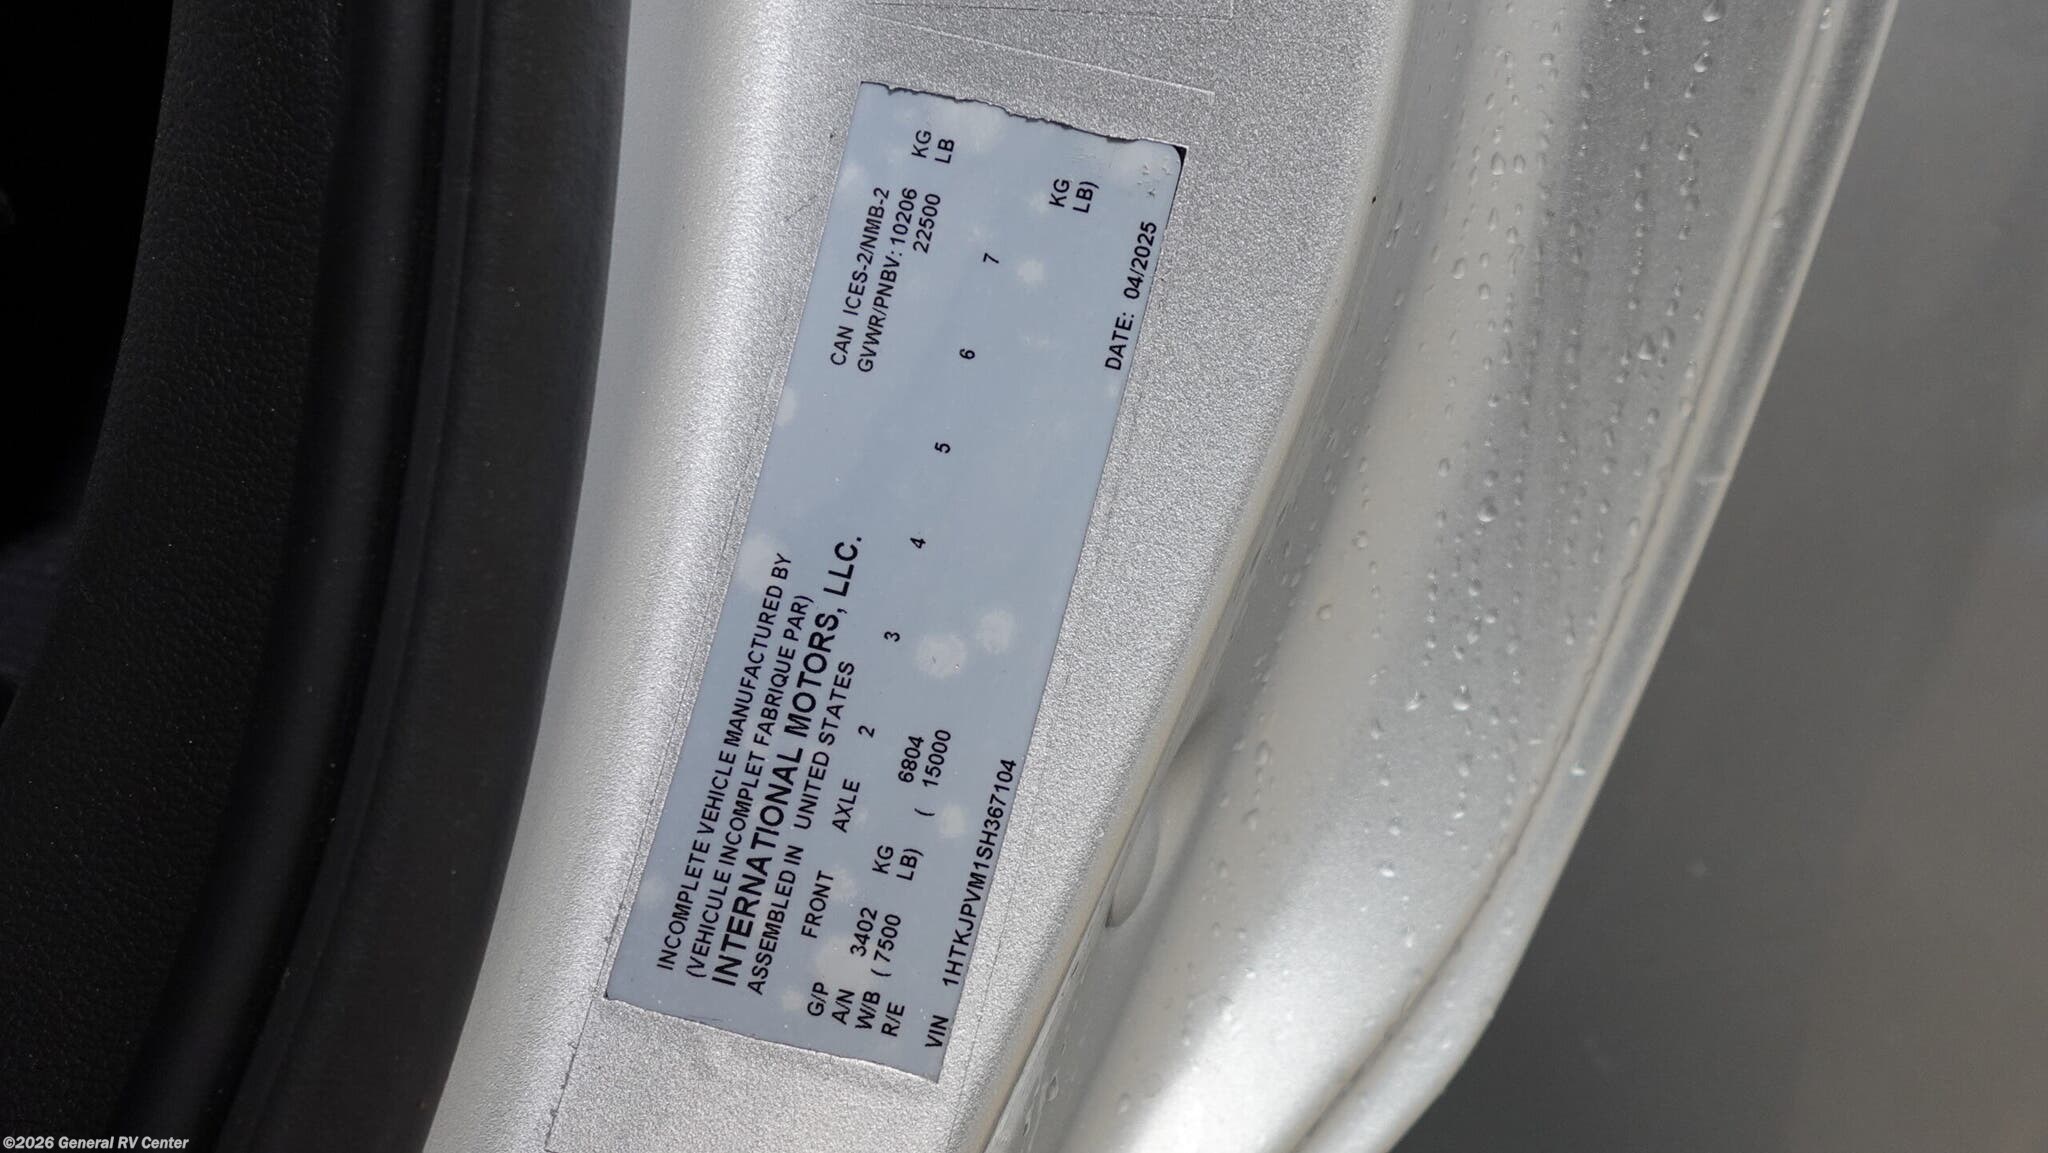 INCOMPLETE VEHICLE MANUFACTURED BY
(VEHICULE INCOMPLET FABRIQUE PAR)
INTERNATIONAL MOTORS, LLC.
ASSEMBLED IN UNITED STATES
CAN ICES-2/NMB-2
GVWR/PNBV: 10206 KG
22500 LB
G/P FRONT AXLE 2 3 4 5 6 7
A/N
W/B 3402 KG 6804 KG
R/E (7500 LB) (15000 LB)
VIN 1HTKJPVM1SH367104 DATE: 04/2025
©2026 General RV Center